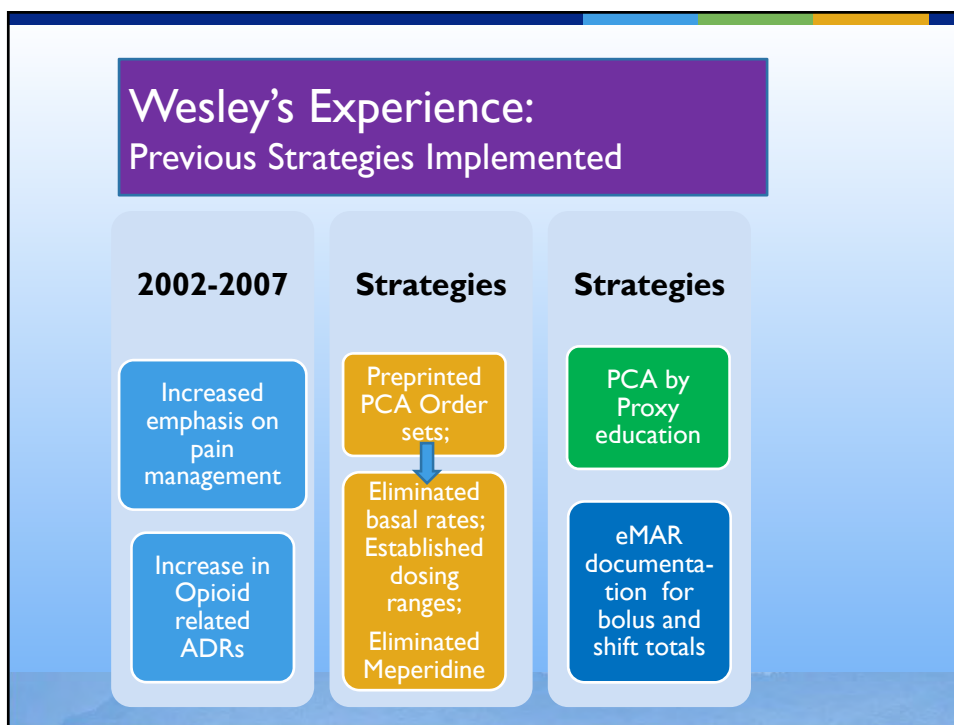 Wesley's Experience:
Previous Strategies Implemented
2002-2007
Increased
emphasis on
pain
management
Increase in
Opioid
related
ADRs
Strategies
Preprinted
PCA Order
sets;
Eliminated
basal rates;
Established
dosing
ranges;
Eliminated
Meperidine
Strategies
PCA by
Proxy
education
eMAR
documenta-
tion for
bolus and
shift totals